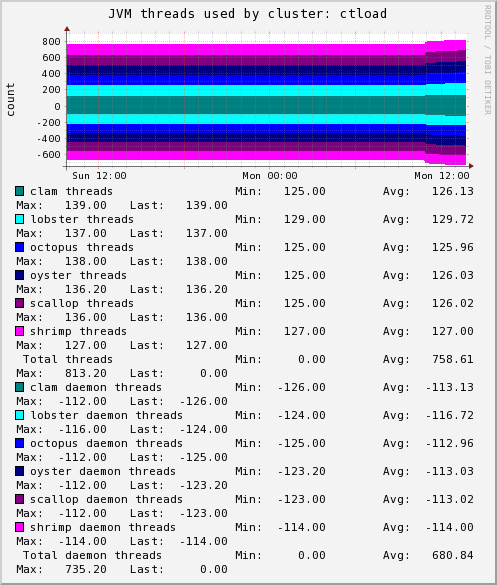 JVM threads used by cluster: ctload
RRDTOOL / TOBI OETIKER
count
800
600
400
200
0
-200
-400
-600
Sun 12:00 Mon 00:00 Mon 12:00
clam threads Min: 125.00 Avg: 126.13
Max: 139.00 Last: 139.00
lobster threads Min: 129.00 Avg: 129.72
Max: 137.00 Last: 137.00
octopus threads Min: 125.00 Avg: 125.96
Max: 138.00 Last: 138.00
oyster threads Min: 125.00 Avg: 126.03
Max: 136.20 Last: 136.20
scallop threads Min: 125.00 Avg: 126.02
Max: 136.00 Last: 136.00
shrimp threads Min: 127.00 Avg: 127.00
Max: 127.00 Last: 127.00
Total threads Min: 0.00 Avg: 758.61
Max: 813.20 Last: 0.00
clam daemon threads Min: -126.00 Avg: -113.13
Max: -112.00 Last: -126.00
lobster daemon threads Min: -124.00 Avg: -116.72
Max: -116.00 Last: -124.00
octopus daemon threads Min: -125.00 Avg: -112.96
Max: -112.00 Last: -125.00
oyster daemon threads Min: -123.20 Avg: -113.03
Max: -112.00 Last: -123.20
scallop daemon threads Min: -123.00 Avg: -113.02
Max: -112.00 Last: -123.00
shrimp daemon threads Min: -114.00 Avg: -114.00
Max: -114.00 Last: -114.00
Total daemon threads Min: 0.00 Avg: 680.84
Max: 735.20 Last: 0.00